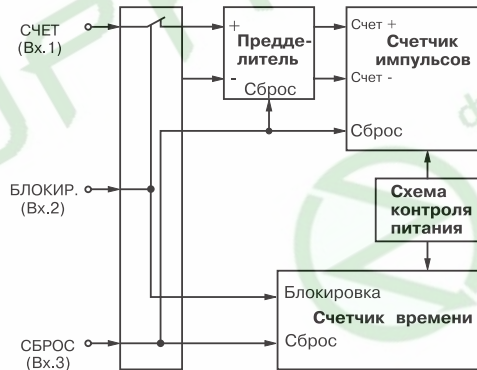 СЧЕТ
(Вх.1)
+
-
Предде-
литель
Сброс
Счет +
Счет -
Счетчик
импульсов
Сброс
БЛОКИР.
(Вх.2)
Схема
контроля
питания
Блокировка
Счетчик времени
Сброс
СБРОС
(Вх.3)